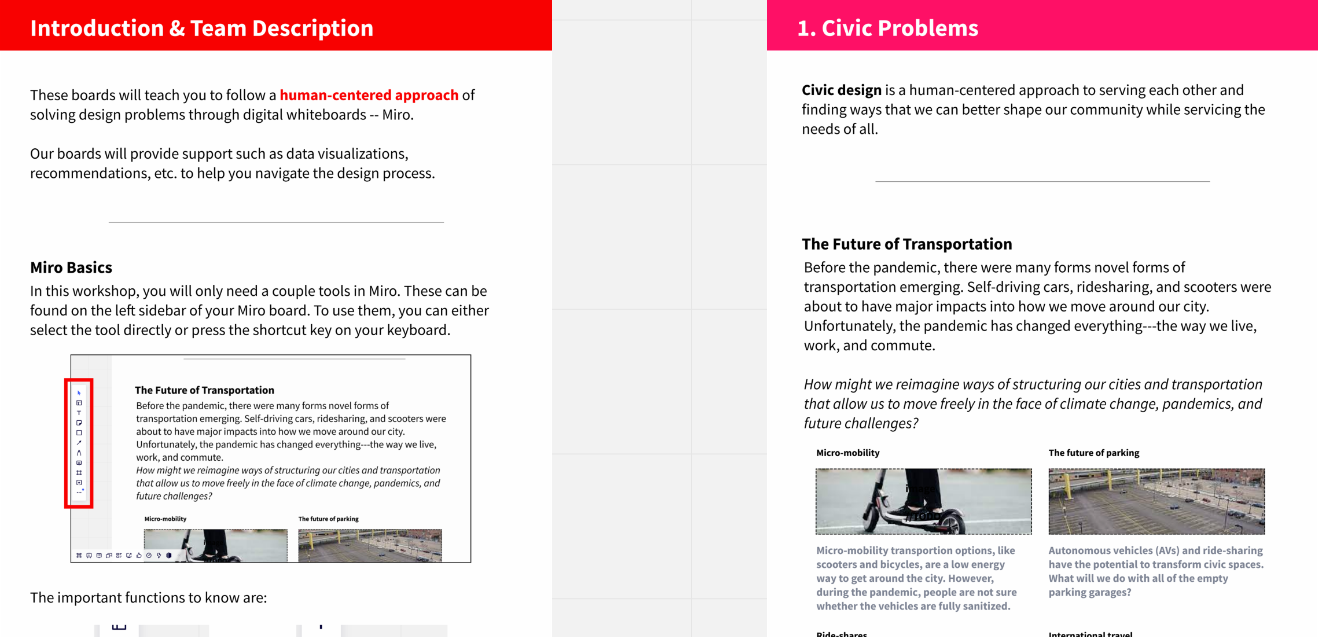 Introduction & Team Description
These boards will teach you to follow a human-centered approach of
solving design problems through digital whiteboards -- Miro.
Our boards will provide support such as data visualizations,
recommendations, etc. to help you navigate the design process.
Miro Basics
In this workshop, you will only need a couple tools in Miro. These can be
found on the left sidebar of your Miro board. To use them, you can either
select the tool directly or press the shortcut key on your keyboard.
The Future of Transportation
Before the pandemic, there were many forms novel forms of
transportation emerging. Self-driving cars, ridesharing, and scooters were
about to have major impacts into how we move around our city.
Unfortunately, the pandemic has changed everything---the way we live,
work, and commute.
How might we reimagine ways of structuring our cities and transportation
that allow us to move freely in the face of climate change, pandemics, and
future challenges?
Micro-mobility
The future of parking
The important functions to know are:
1. Civic Problems
Civic design is a human-centered approach to serving each other and
finding ways that we can better shape our community while servicing the
needs of all.
The Future of Transportation
Before the pandemic, there were many forms novel forms of
transportation emerging. Self-driving cars, ridesharing, and scooters were
about to have major impacts into how we move around our city.
Unfortunately, the pandemic has changed everything---the way we live,
work, and commute.
How might we reimagine ways of structuring our cities and transportation
that allow us to move freely in the face of climate change, pandemics, and
future challenges?
Micro-mobility
Micro-mobility transportion options, like
scooters and bicycles, are a low energy
way to get around the city. However,
during the pandemic, people are not sure
whether the vehicles are fully sanitized.
The future of parking
Autonomous vehicles (AVs) and ride-sharing
have the potential to transform civic spaces.
What will we do with all of the empty
parking garages?
Ride-shares
International travel